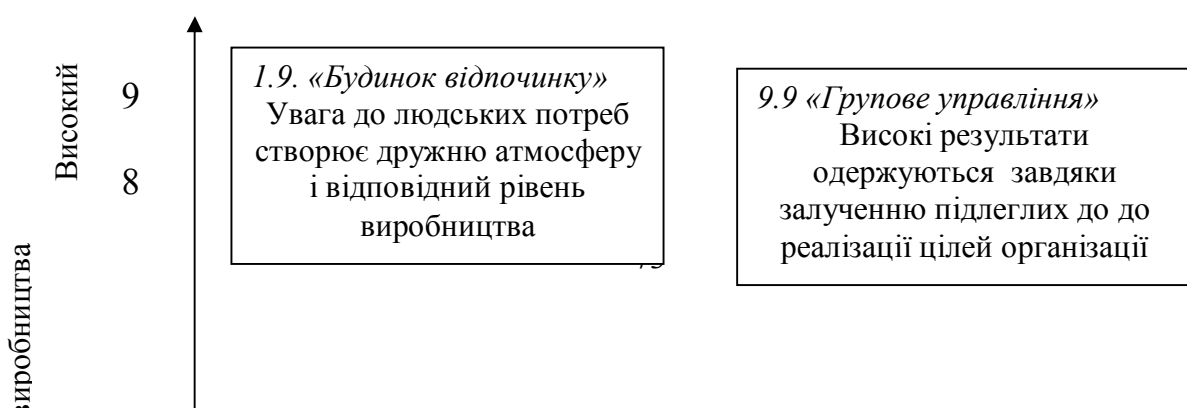 Високий
9
8
виробництва
1.9. «Будинок відпочинку»
Увага до людських потреб
створює дружню атмосферу
і відповідний рівень
виробництва
9.9 «Групове управління»
Високі результати
одержуються завдяки
залученню підлеглих до до
реалізації цілей організації